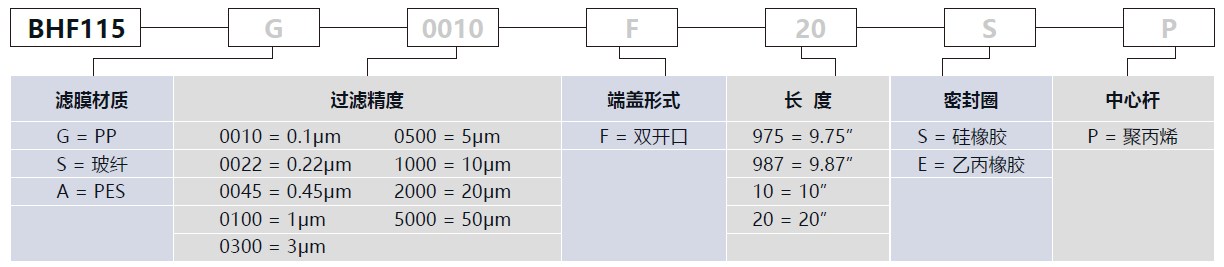 BHF115 G 0010 F 20 S P
滤膜材质 过滤精度 端盖形式 长 度 密封圈 中心杆
G = PP 0010 = 0.1μm 0500 = 5μm F = 双开口 975 = 9.75″ S = 硅橡胶 P = 聚丙烯
S = 玻纤 0022 = 0.22μm 1000 = 10μm 987 = 9.87″ E = 乙丙橡胶
A = PES 0045 = 0.45μm 2000 = 20μm 10 = 10″
0100 = 1μm 5000 = 50μm 20 = 20″
0300 = 3μm